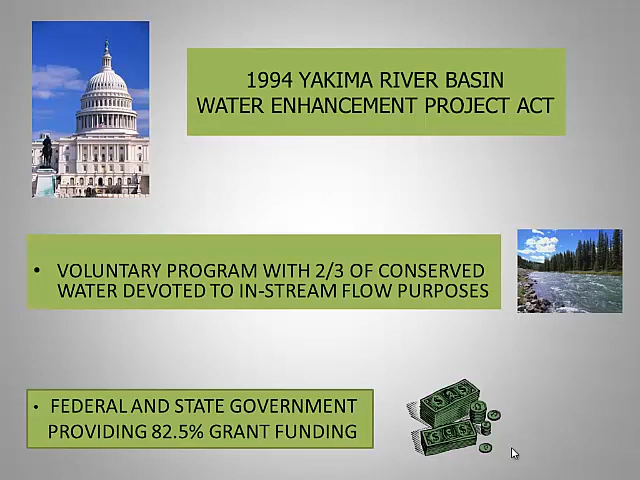 1994 YAKIMA RIVER BASIN
WATER ENHANCEMENT PROJECT ACT
• VOLUNTARY PROGRAM WITH 2/3 OF CONSERVED
WATER DEVOTED TO IN-STREAM FLOW PURPOSES
• FEDERAL AND STATE GOVERNMENT
PROVIDING 82.5% GRANT FUNDING